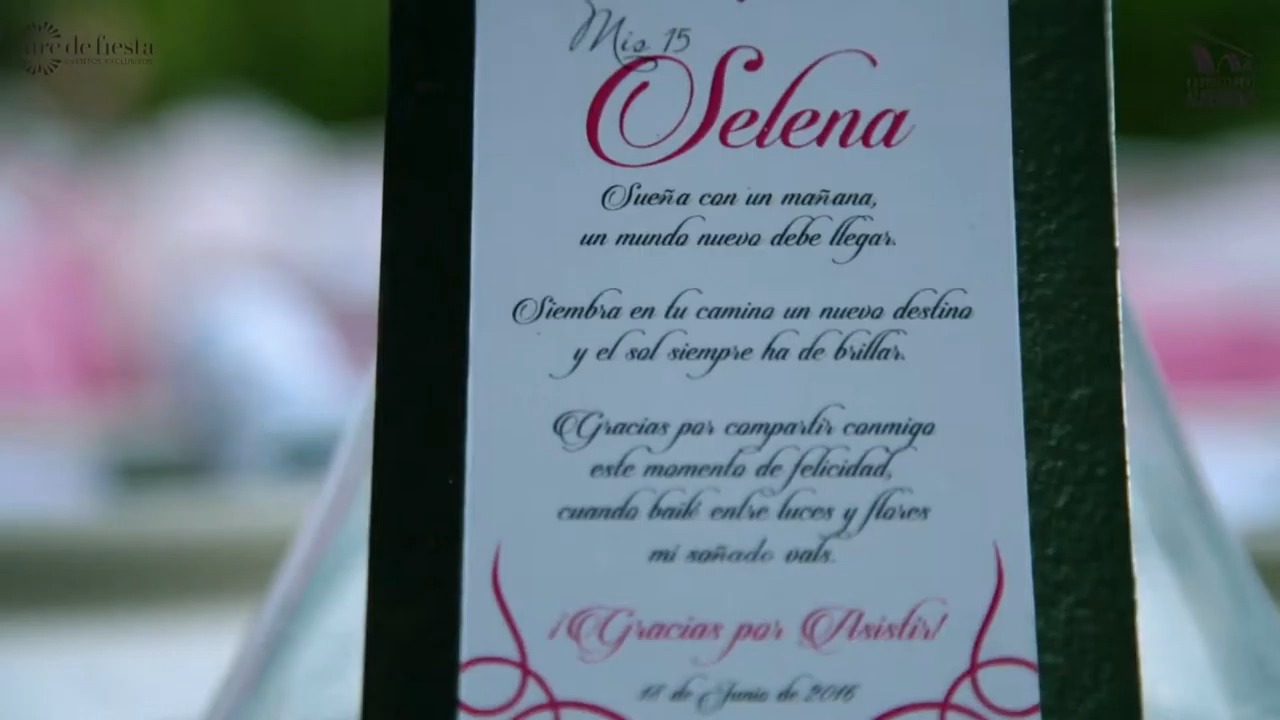 Mis 15
Selena
Sueña con un mañana,
un mundo nuevo debe llegar.
Siembra en tu camino un nuevo destino
y el sol siempre ha de brillar.
Gracias por compartir conmigo
este momento de felicidad,
cuando bailé entre luces y flores
mi soñado vals.
¡Gracias por Asistir!
de Junio de 2016
de fiesta